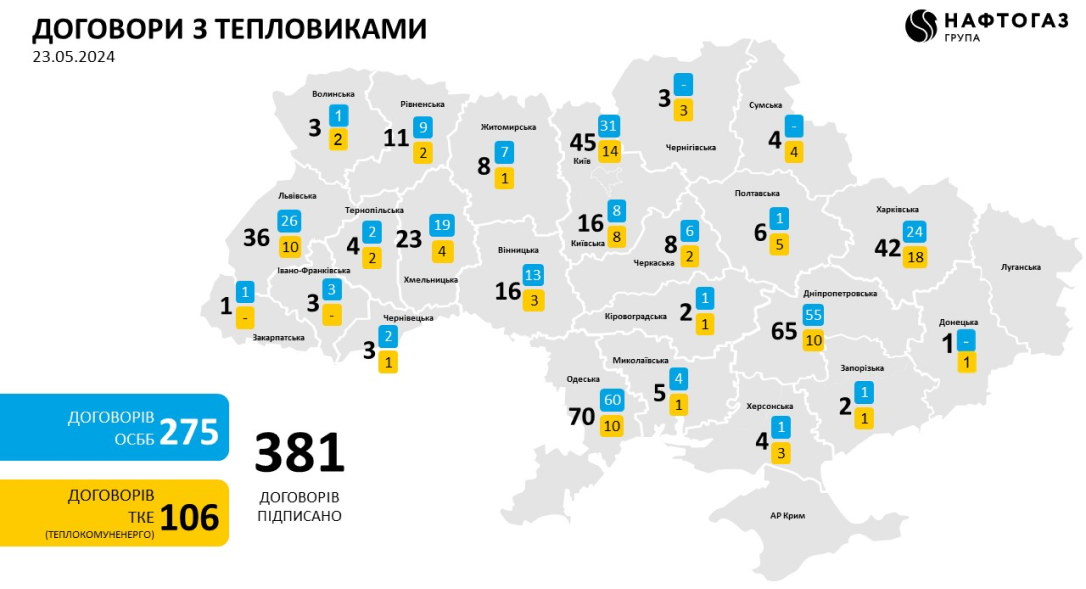 ДОГОВОРИ З ТЕПЛОВИКАМИ
23.05.2024
НАФТОГАЗ
ГРУПА
Волинська
3
1
2
Рівненська
11
9
2
Житомирська
8
7
1
45
31
14
Київ
3
-
3
Чернігівська
Сумська
4
-
4
Львівська
36
26
10
Тернопільська
4
2
2
23
19
4
Хмельницька
Вінницька
16
13
3
16
8
8
Київська
8
6
2
Черкаська
Полтавська
6
1
5
Харківська
42
24
18
Луганська
1
1
-
Закарпатська
Івано-Франківська
3
3
-
Чернівецька
3
2
1
Кіровоградська
2
1
1
Дніпропетровська
65
55
10
Донецька
1
-
1
Одеська
70
60
10
Миколаївська
5
4
1
Херсонська
4
1
3
Запорізька
2
1
1
АР Крим
ДОГОВОРІВ
ОСББ 275
ДОГОВОРІВ
ТКЕ 106
(ТЕПЛОКОМУНЕНЕРГО)
381
ДОГОВОРІВ
ПІДПИСАНО